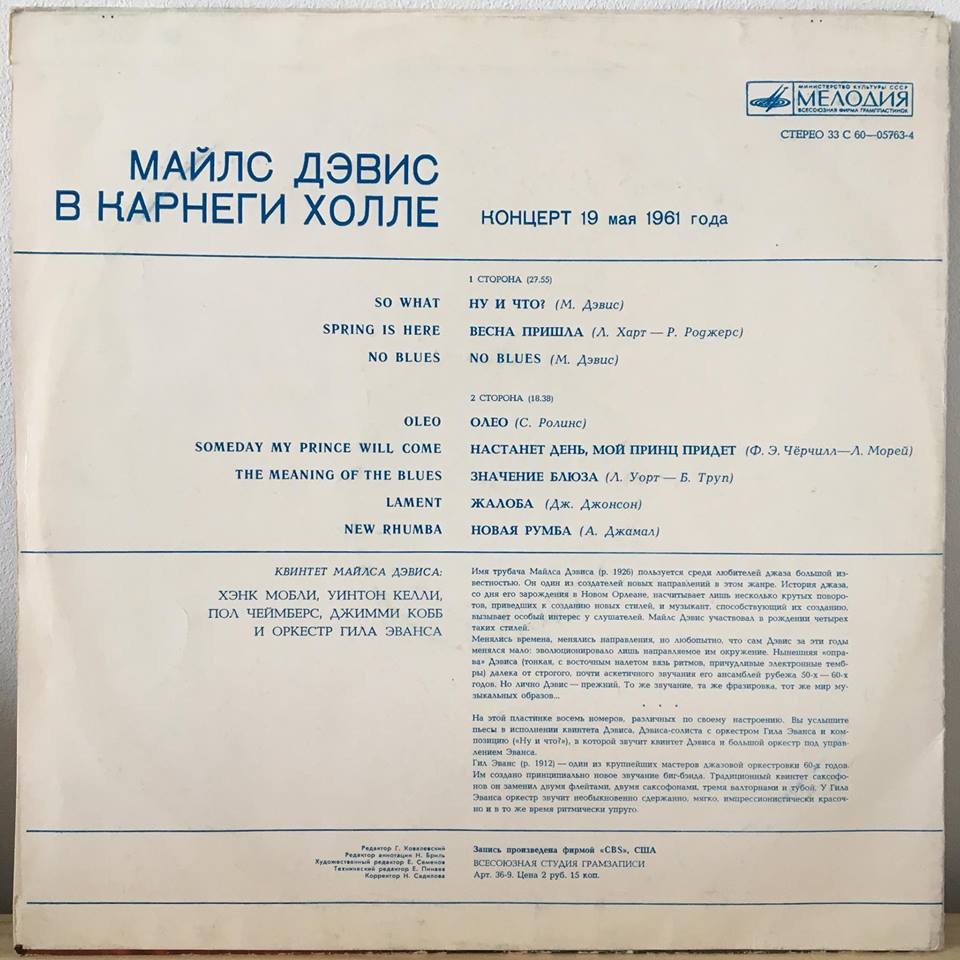 МИНИСТЕРСТВО КУЛЬТУРЫ СССР
МЕЛОДИЯ
ВСЕСОЮЗНАЯ ФИРМА ГРАМПЛАСТИНОК
СТЕРЕО 33 С 60—05763-4
МАЙЛС ДЭВИС
В КАРНЕГИ ХОЛЛЕ
КОНЦЕРТ 19 мая 1961 года
1 СТОРОНА (27.55)
SO WHAT НУ И ЧТО? (М. Дэвис)
SPRING IS HERE ВЕСНА ПРИШЛА (Л. Харт — Р. Роджерс)
NO BLUES NO BLUES (М. Дэвис)
2 СТОРОНА (18.38)
OLEO ОЛЕО (С. Ролинс)
SOMEDAY MY PRINCE WILL COME НАСТАНЕТ ДЕНЬ, МОЙ ПРИНЦ ПРИДЕТ (Ф. Э. Чёрчилл—Л. Морей)
THE MEANING OF THE BLUES ЗНАЧЕНИЕ БЛЮЗА (Л. Уорт — Б. Труп)
LAMENT ЖАЛОБА (Дж. Джонсон)
NEW RHUMBA НОВАЯ РУМБА (А. Джамал)
КВИНТЕТ МАЙЛСА ДЭВИСА:
ХЭНК МОБЛИ, УИНТОН КЕЛЛИ,
ПОЛ ЧЕЙМБЕРС, ДЖИММИ КОББ
И ОРКЕСТР ГИЛА ЭВАНСА
Имя трубача Майлса Дэвиса (р. 1926) пользуется среди любителей джаза большой из-
вестностью. Он один из создателей новых направлений в этом жанре. История джаза,
со дня его зарождения в Новом Орлеане, насчитывает лишь несколько крутых поворо-
тов, приведших к созданию новых стилей, и музыкант, способствующий их созданию,
вызывает особый интерес у слушателей. Майлс Дэвис участвовал в рождении четырех
таких стилей.
Менялись времена, менялись направления, но любопытно, что сам Дэвис за эти годы
менялся мало: эволюционировало лишь направляемое им окружение. Нынешняя «опра-
ва» Дэвиса (тонкая, с восточным налетом вязь ритмов, причудливые электронные темб-
ры) далека от строгого, почти аскетичного звучания его ансамблей рубежа 50-х — 60-х
годов. Но лично Дэвис — прежний. То же звучание, та же фразировка, тот же мир му-
зыкальных образов...
* * *
На этой пластинке восемь номеров, различных по своему настроению. Вы услышите
пьесы в исполнении квинтета Дэвиса, Дэвиса-солиста с оркестром Гила Эванса и ком-
позицию («Ну и что?»), в которой звучит квинтет Дэвиса и большой оркестр под управ-
лением Эванса.
Гил Эванс (р. 1912) — один из крупнейших мастеров джазовой оркестровки 60-х годов.
Им создано принципиально новое звучание биг-бэнда. Традиционный квинтет саксофо-
нов он заменил двумя флейтами, двумя саксофонами, тремя валторнами и тубой. У Гила
Эванса оркестр звучит необыкновенно сдержанно, мягко, импрессионистически красоч-
но и в то же время ритмически упруго.
Редактор Г. Ковалевский
Редактор аннотации Н. Бриль
Художественный редактор Е. Семенов
Технический редактор Е. Пинаев
Корректор Н. Садилова
Запись произведена фирмой «CBS», США
ВСЕСОЮЗНАЯ СТУДИЯ ГРАМЗАПИСИ
Арт. 36-9. Цена 2 руб. 15 коп.